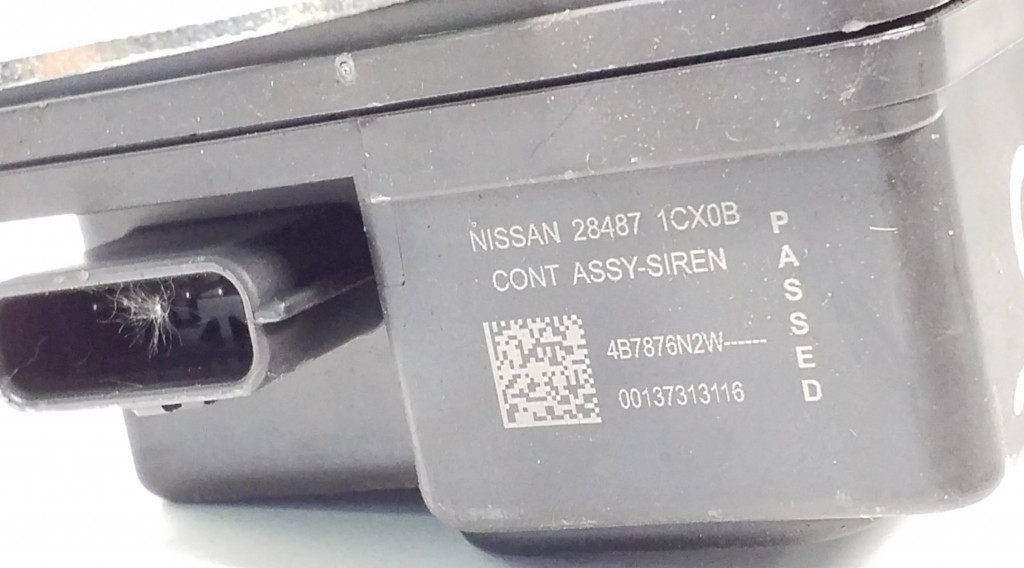 NISSAN 28487 1CX0B
CONT ASSY-SIREN
4B7876N2W------
00137313116
PASSED